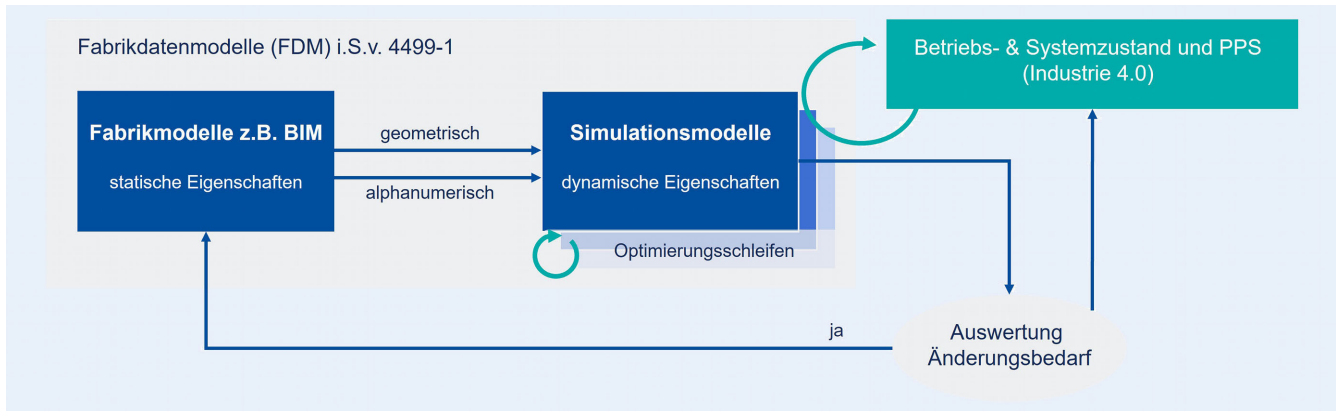 Fabrikdatenmodelle (FDM) i.S.v. 4499-1
Betriebs- & Systemzustand und PPS
(Industrie 4.0)
Fabrikmodelle z.B. BIM
statische Eigenschaften
geometrisch
alphanumerisch
Simulationsmodelle
dynamische Eigenschaften
Optimierungsschleifen
ja
Auswertung
Änderungsbedarf